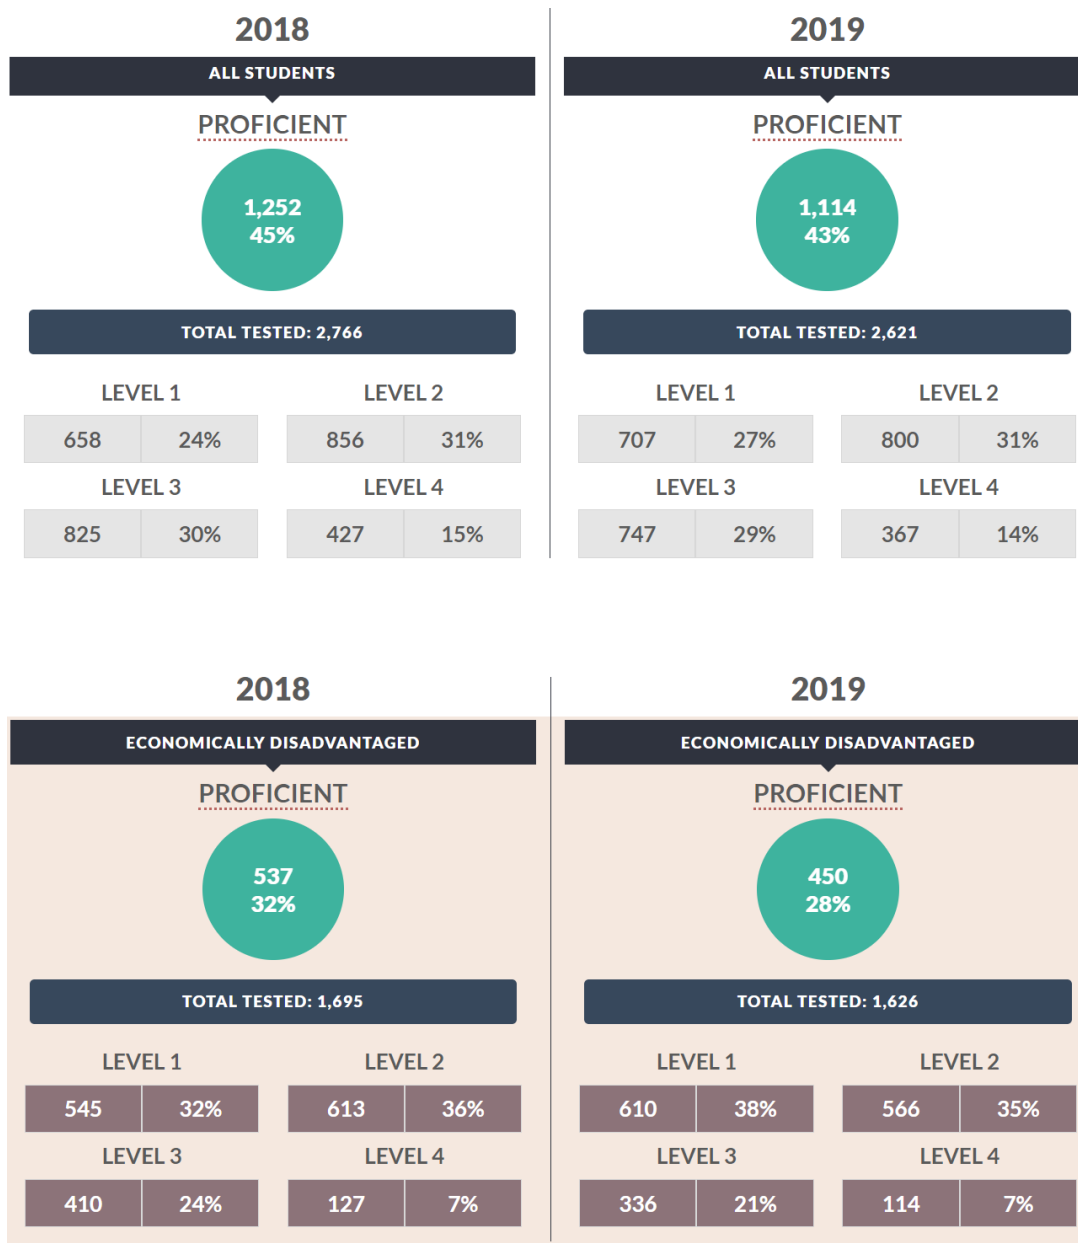 2018
2019
ALL STUDENTS
ALL STUDENTS
PROFICIENT
PROFICIENT
1,252
45%
1,114
43%
TOTAL TESTED: 2,766
TOTAL TESTED: 2,621
LEVEL 1
LEVEL 2
LEVEL 1
LEVEL 2
658 24%
856 31%
707 27%
800 31%
LEVEL 3
LEVEL 4
LEVEL 3
LEVEL 4
825 30%
427 15%
747 29%
367 14%
2018
2019
ECONOMICALLY DISADVANTAGED
ECONOMICALLY DISADVANTAGED
PROFICIENT
PROFICIENT
537
32%
450
28%
TOTAL TESTED: 1,695
TOTAL TESTED: 1,626
LEVEL 1
LEVEL 2
LEVEL 1
LEVEL 2
545 32%
613 36%
610 38%
566 35%
LEVEL 3
LEVEL 4
LEVEL 3
LEVEL 4
410 24%
127 7%
336 21%
114 7%